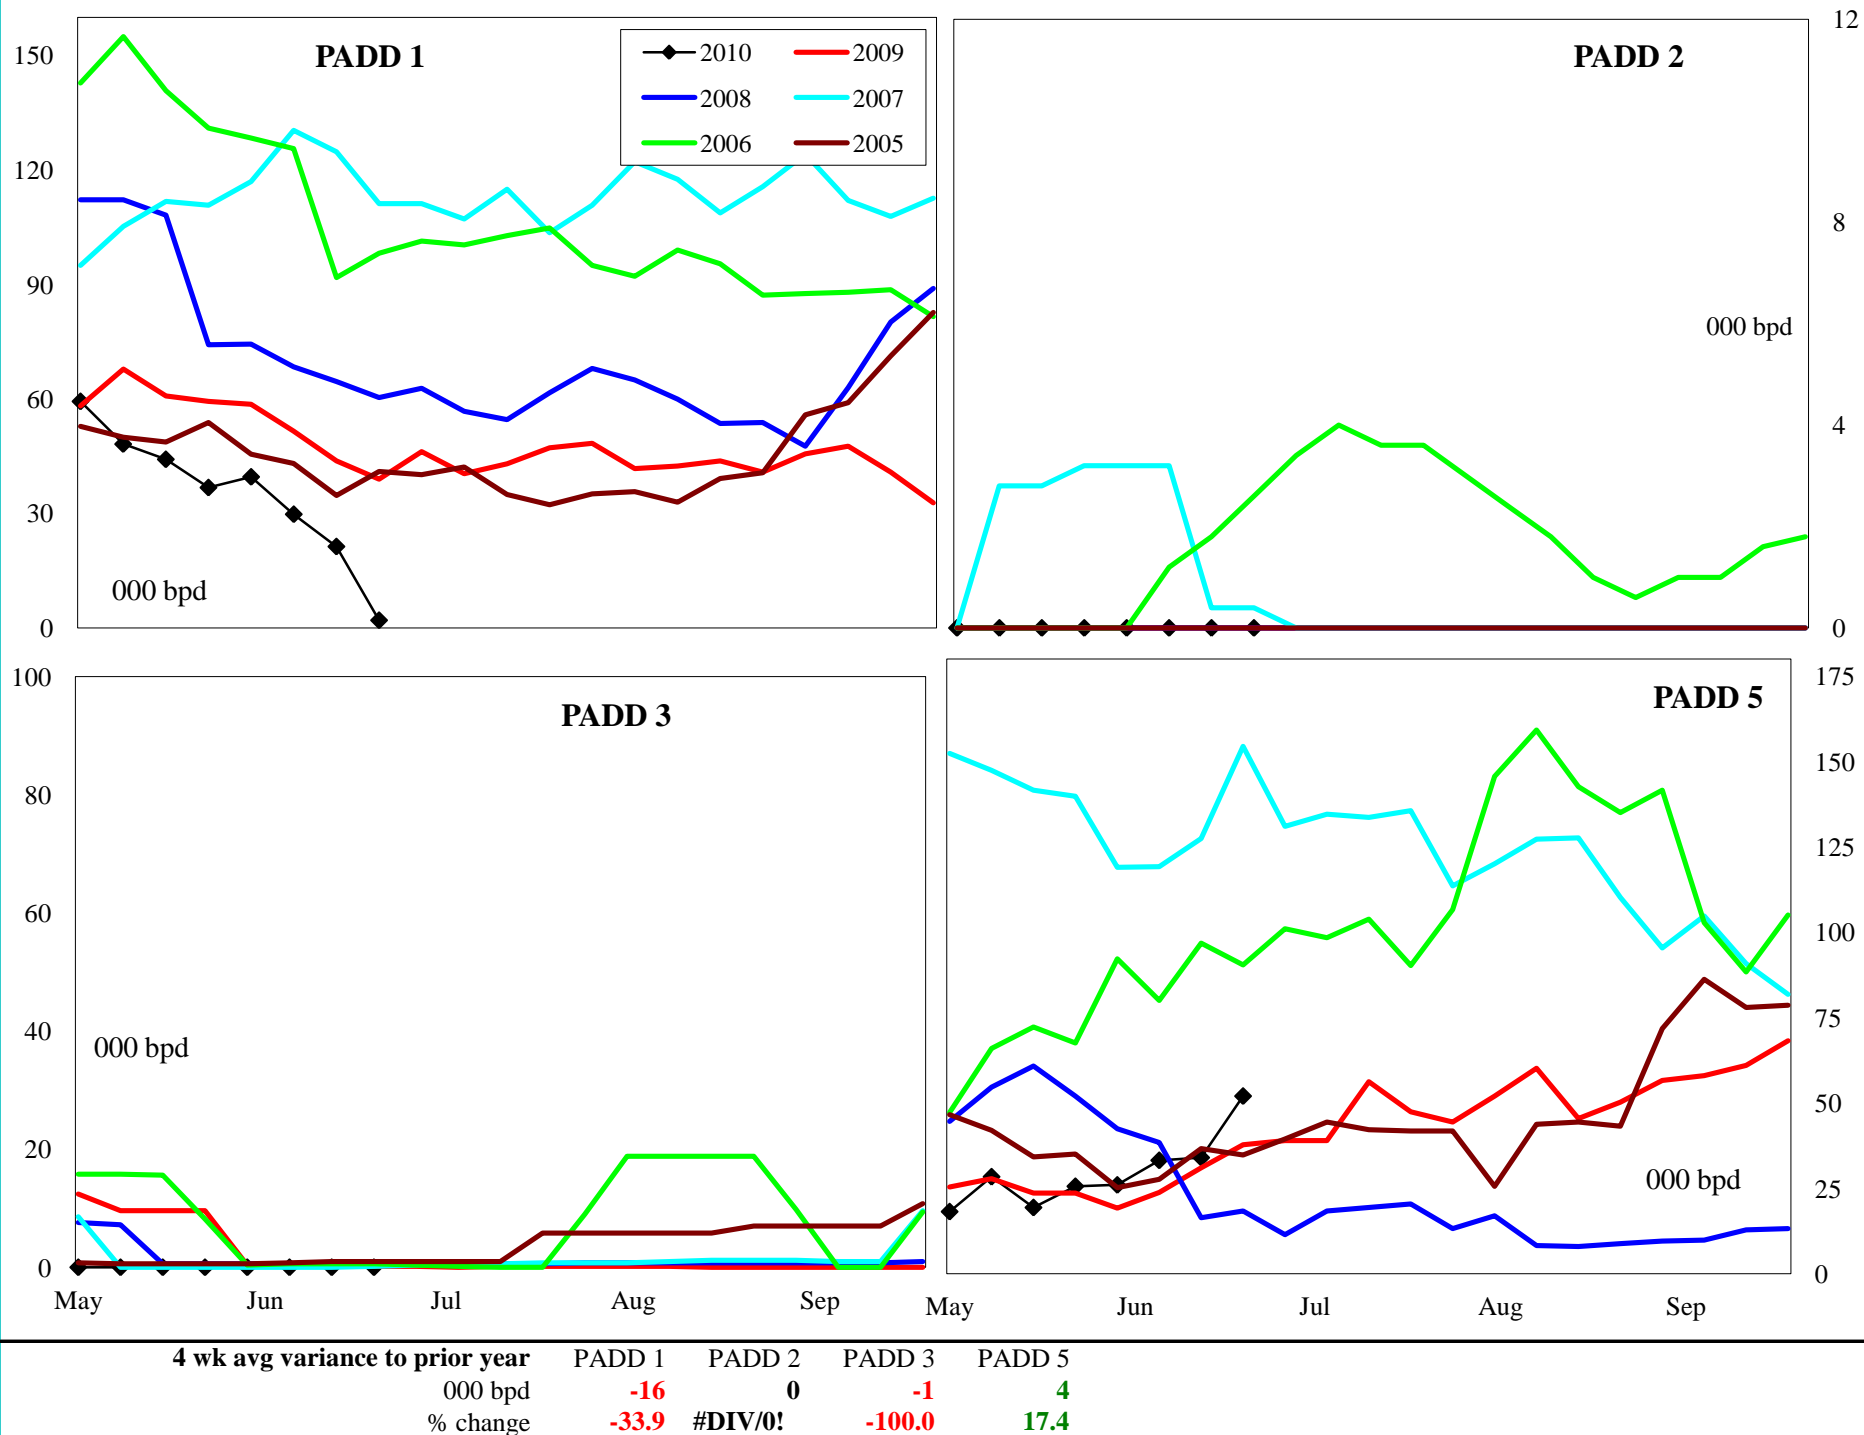 PADD 1
2010
2009
2008
2007
2006
2005
150
120
90
60
30
0
000 bpd
PADD 2
12
8
4
0
000 bpd
PADD 3
100
80
60
40
20
0
000 bpd
May Jun Jul Aug Sep
PADD 5
175
150
125
100
75
50
25
0
000 bpd
May Jun Jul Aug Sep
4 wk avg variance to prior year PADD 1 PADD 2 PADD 3 PADD 5
000 bpd -16 0 -1 4
% change -33.9 #DIV/0! -100.0 17.4